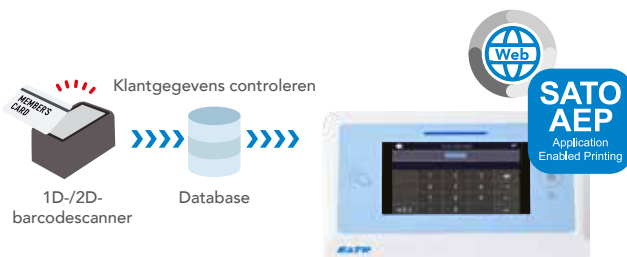 Web
SATO
AEP
Application
Enabled Printing
Klantgegevens controleren
MEMBER'S
CARD
1D-/2D-
barcodescanner
Database
SATO